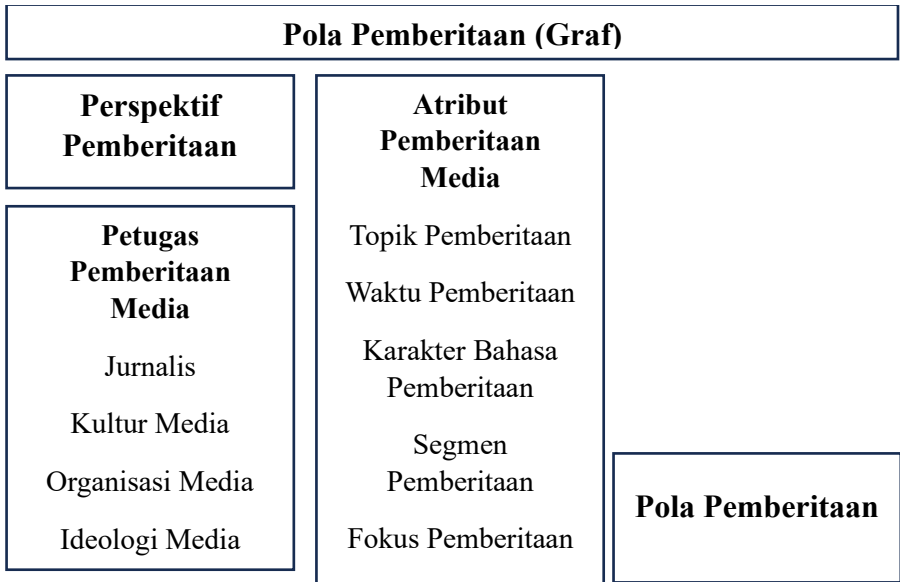 Pola Pemberitaan (Graf)
Perspektif
Pemberitaan
Petugas
Pemberitaan
Media
Jurnalis
Kultur Media
Organisasi Media
Ideologi Media
Atribut
Pemberitaan
Media
Topik Pemberitaan
Waktu Pemberitaan
Karakter Bahasa
Pemberitaan
Segmen
Pemberitaan
Fokus Pemberitaan
Pola Pemberitaan